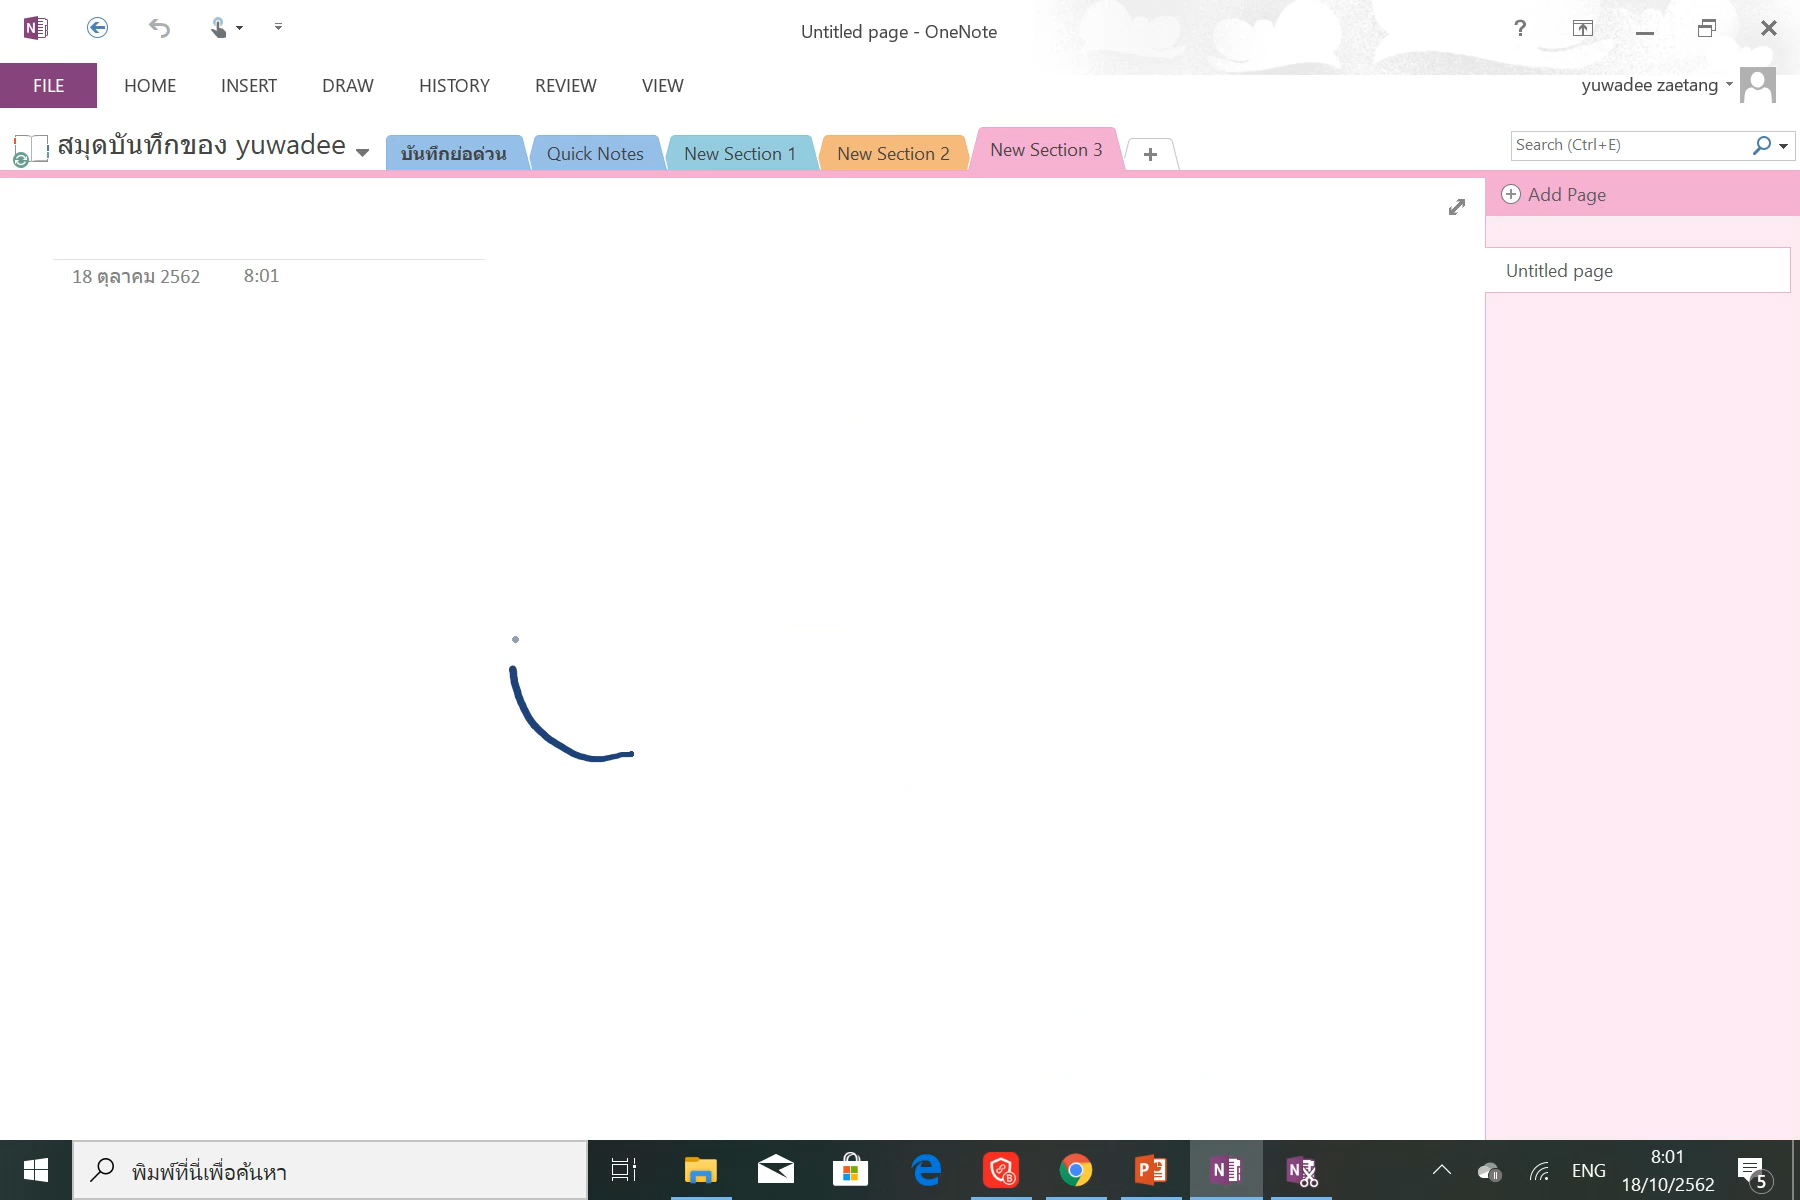 Untitled page - OneNote
FILE HOME INSERT DRAW HISTORY REVIEW VIEW
yuwadee zaetang
สมุดบันทึกของ yuwadee
บันทึกย่อด่วน Quick Notes New Section 1 New Section 2 New Section 3
Search (Ctrl+E)
Add Page
18 ตุลาคม 2562 8:01
Untitled page
พิมพ์ที่นี่เพื่อค้นหา
ENG
8:01
18/10/2562
5